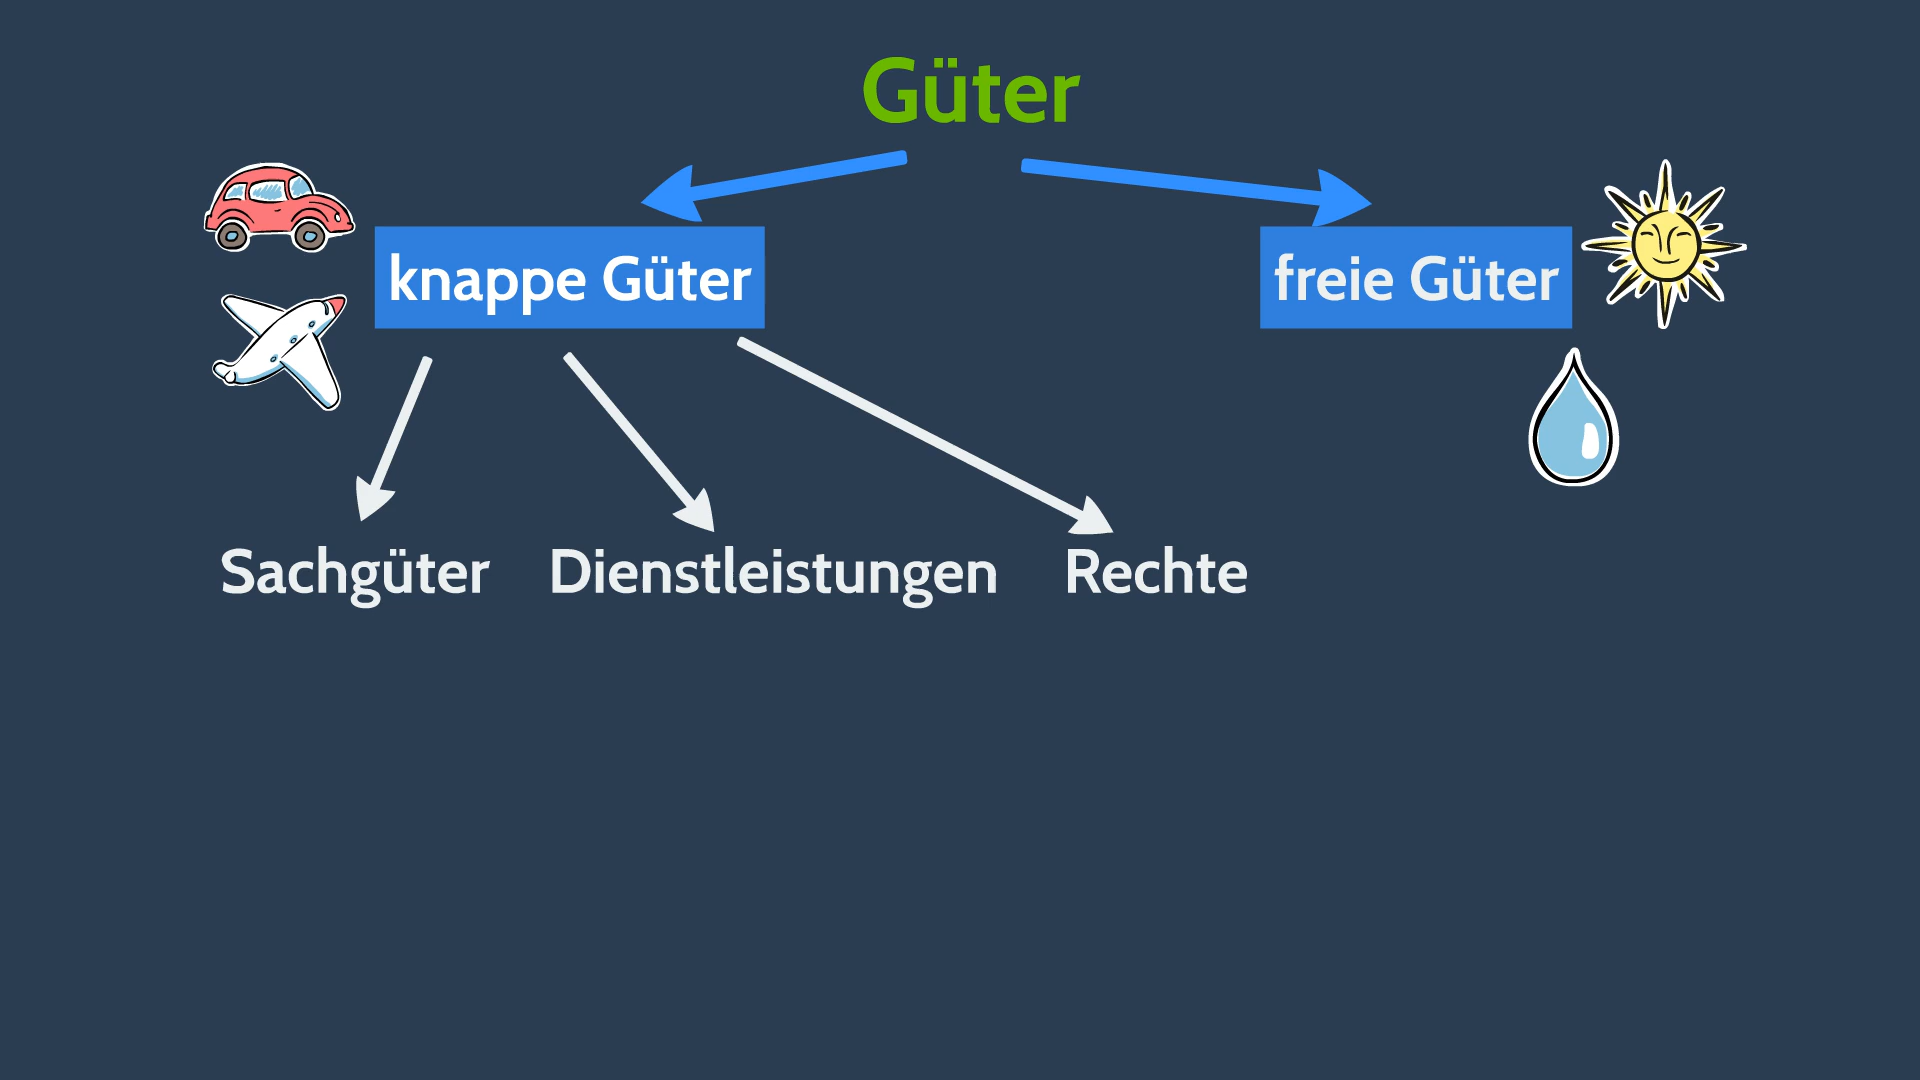 Güter
knappe Güter
freie Güter
Sachgüter
Dienstleistungen
Rechte